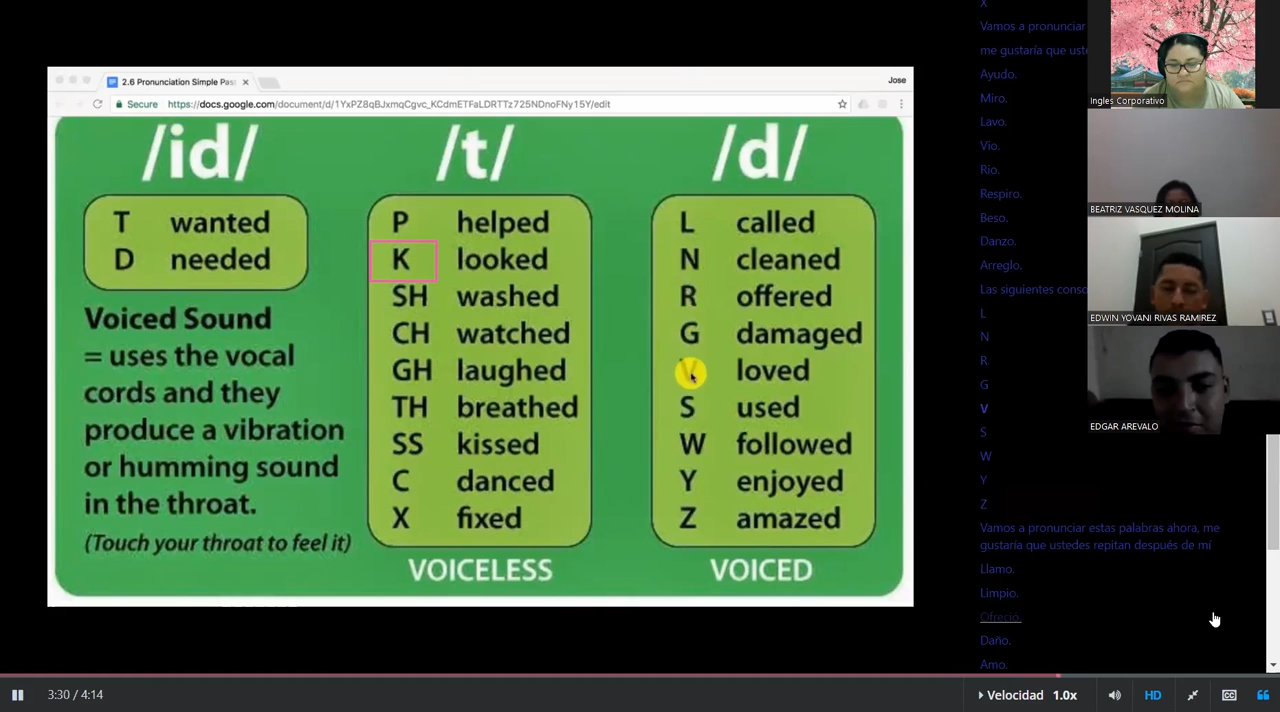 2.6 Pronunciation Simple Pas
Jose
Secure
https://docs.google.com/document/d/1YxPZ8qBJxmqCgvc_KCdmETFaLDRTTz725NDnoFNy15Y/edit
/id/
T wanted
D needed
Voiced Sound
= uses the vocal
cords and they
produce a vibration
or humming sound
in the throat.
(Touch your throat to feel it)
/t/
P helped
K looked
SH washed
CH watched
GH laughed
TH breathed
SS kissed
C danced
X fixed
VOICELESS
/d/
L called
N cleaned
R offered
G damaged
V loved
S used
W followed
Y enjoyed
Z amazed
VOICED
X
Vamos a pronunciar
me gustaría que
Ayudo.
Miro.
Lavo.
Vio.
Rio.
Respiro.
Beso.
Danzo.
Arreglo.
Las siguientes
L
N
R
G
V
S
W
Y
Z
Vamos a pronunciar estas palabras ahora, me
gustaría que ustedes repitan después de mí
Llamo.
Limpio.
Ofreció.
Daño.
Amo.
Ingles Corporativo
BEATRIZ VASQUEZ MOLINA
EDWIN YOVANI RIVAS RAMIREZ
EDGAR AREVALO
3:30 / 4:14
Velocidad 1.0x
HD
CC